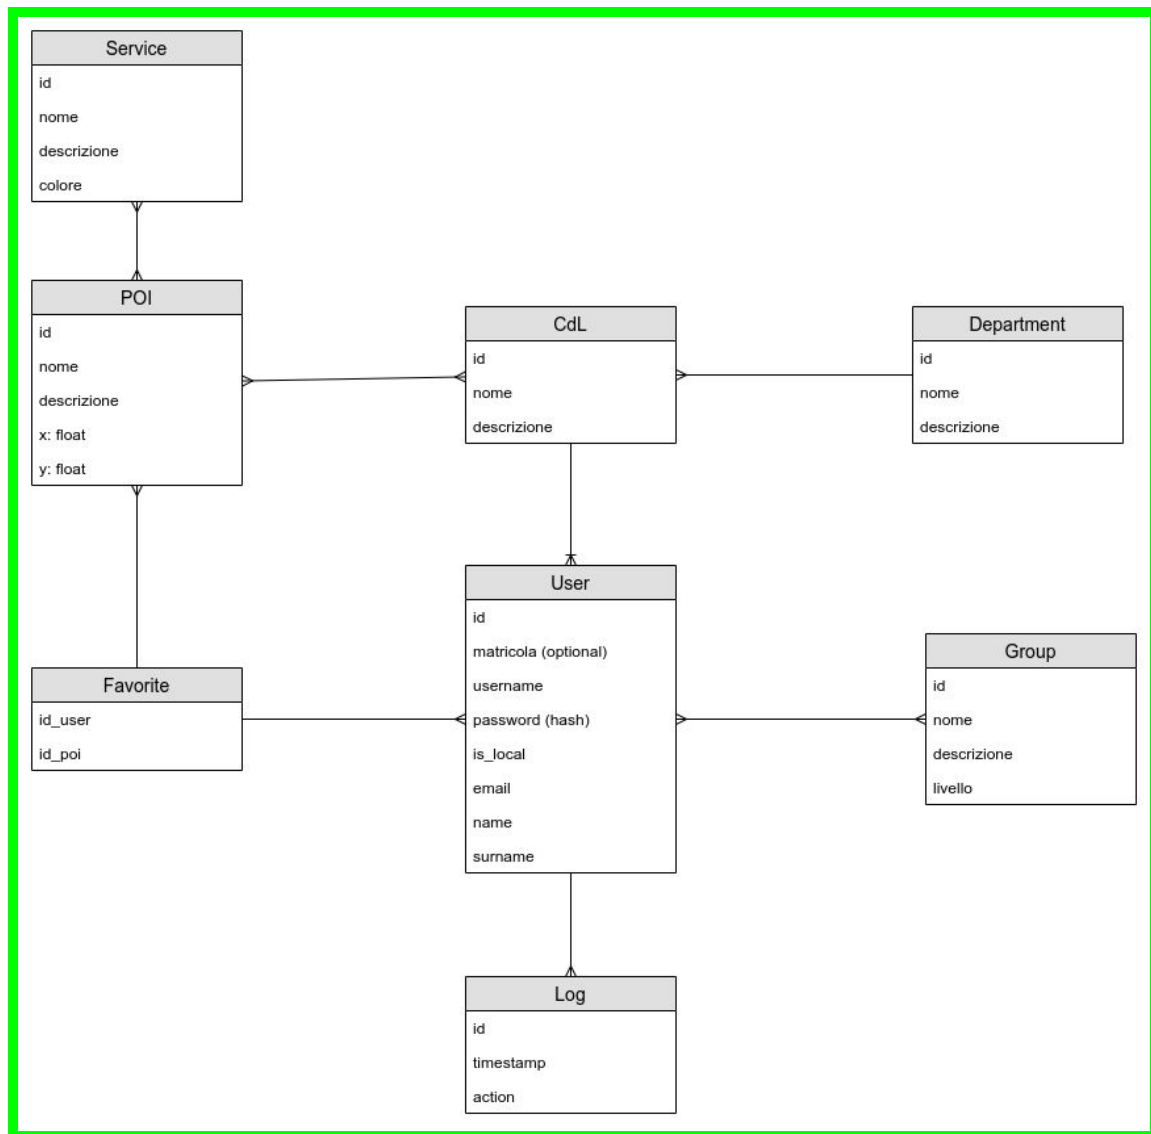 Service
id
nome
descrizione
colore
POI
id
nome
descrizione
x: float
y: float
CdL
id
nome
descrizione
Department
id
nome
descrizione
User
id
matricola (optional)
username
password (hash)
is_local
email
name
surname
Group
id
nome
descrizione
livello
Favorite
id_user
id_poi
Log
id
timestamp
action